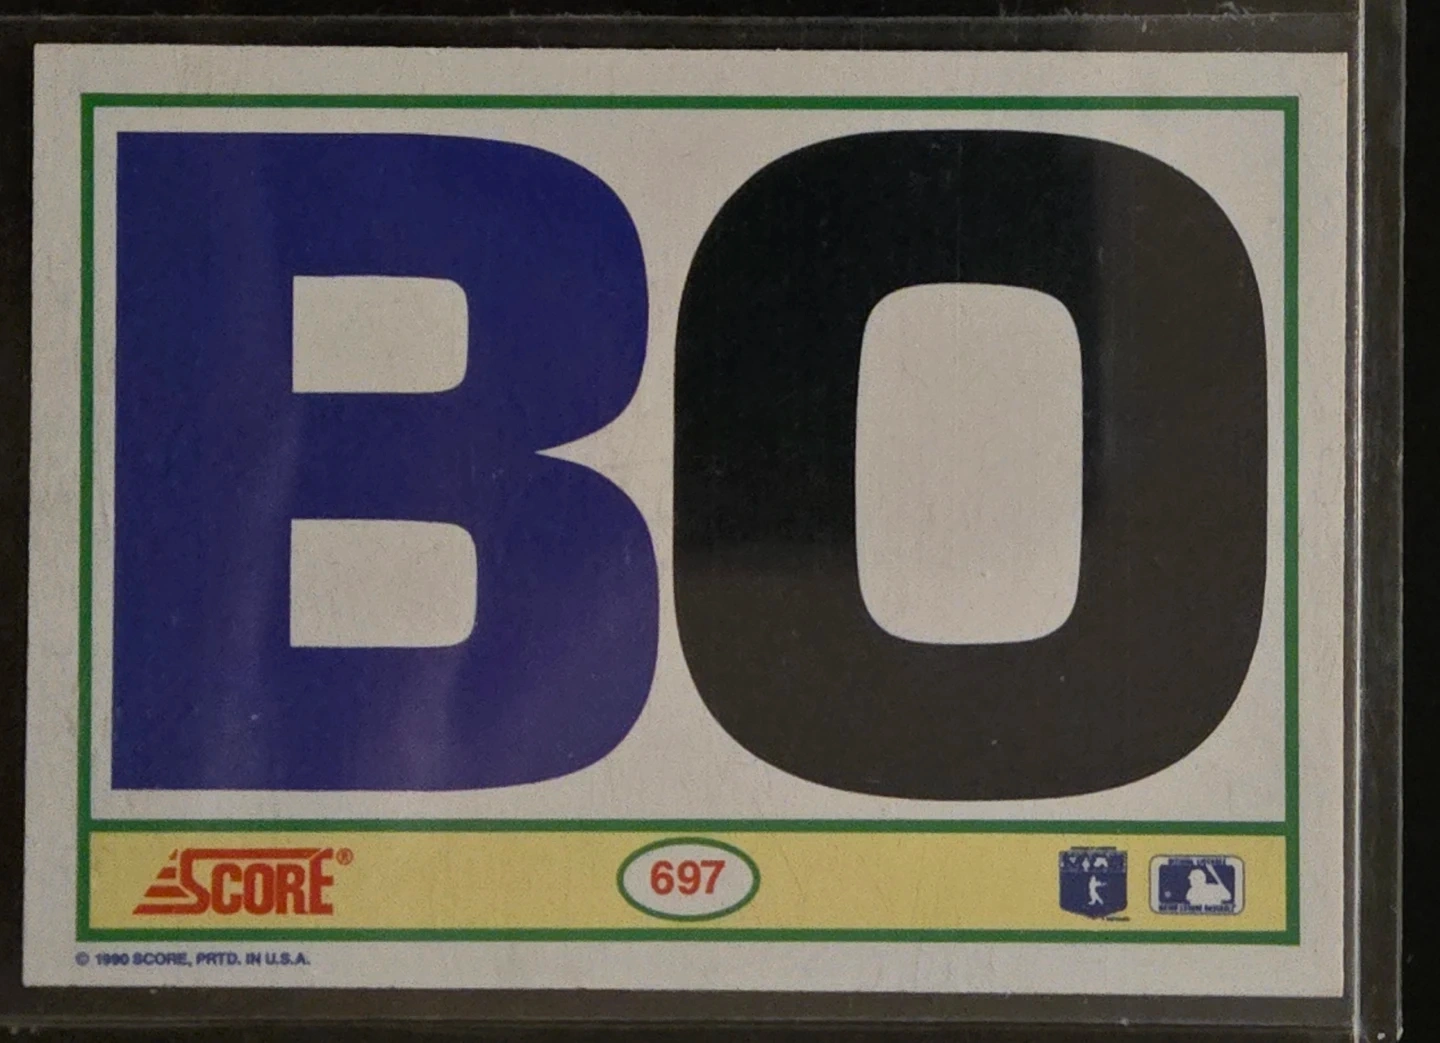 BO
SCORE®
697
© 1990 SCORE, PRTD. IN U.S.A.